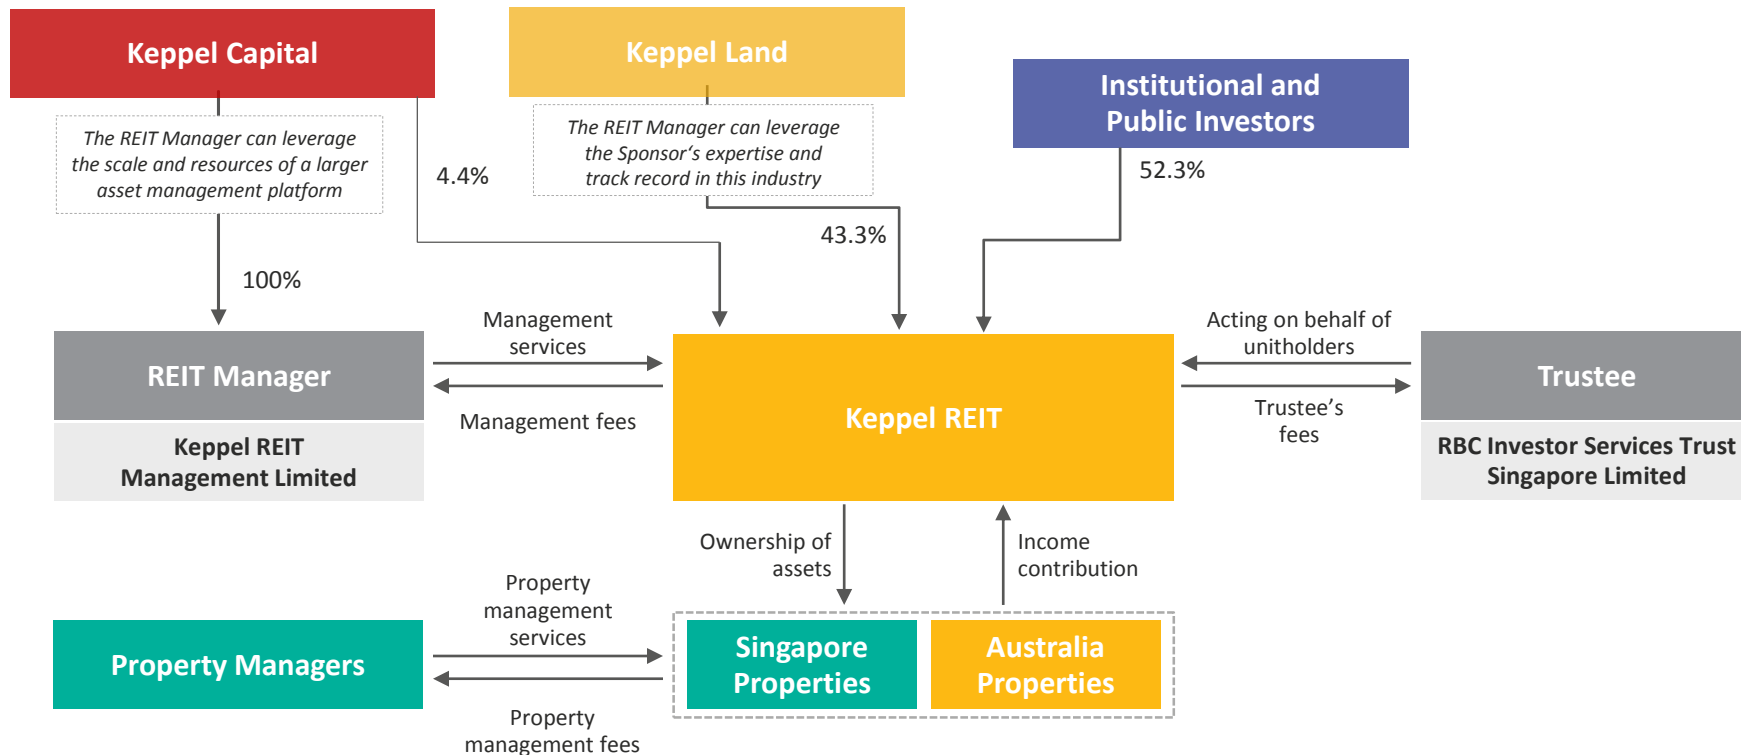 Keppel Capital
Keppel Land
Institutional and
Public Investors
The REIT Manager can leverage
the scale and resources of a larger
asset management platform
4.4%
The REIT Manager can leverage
the Sponsor‘s expertise and
track record in this industry
52.3%
43.3%
100%
Management
services
Acting on behalf of
unitholders
REIT Manager
Keppel REIT
Management Limited
Management fees
Keppel REIT
Trustee's
fees
Trustee
RBC Investor Services Trust
Singapore Limited
Ownership of
assets
Income
contribution
Property
management
services
Property Managers
Singapore
Properties
Australia
Properties
Property
management fees